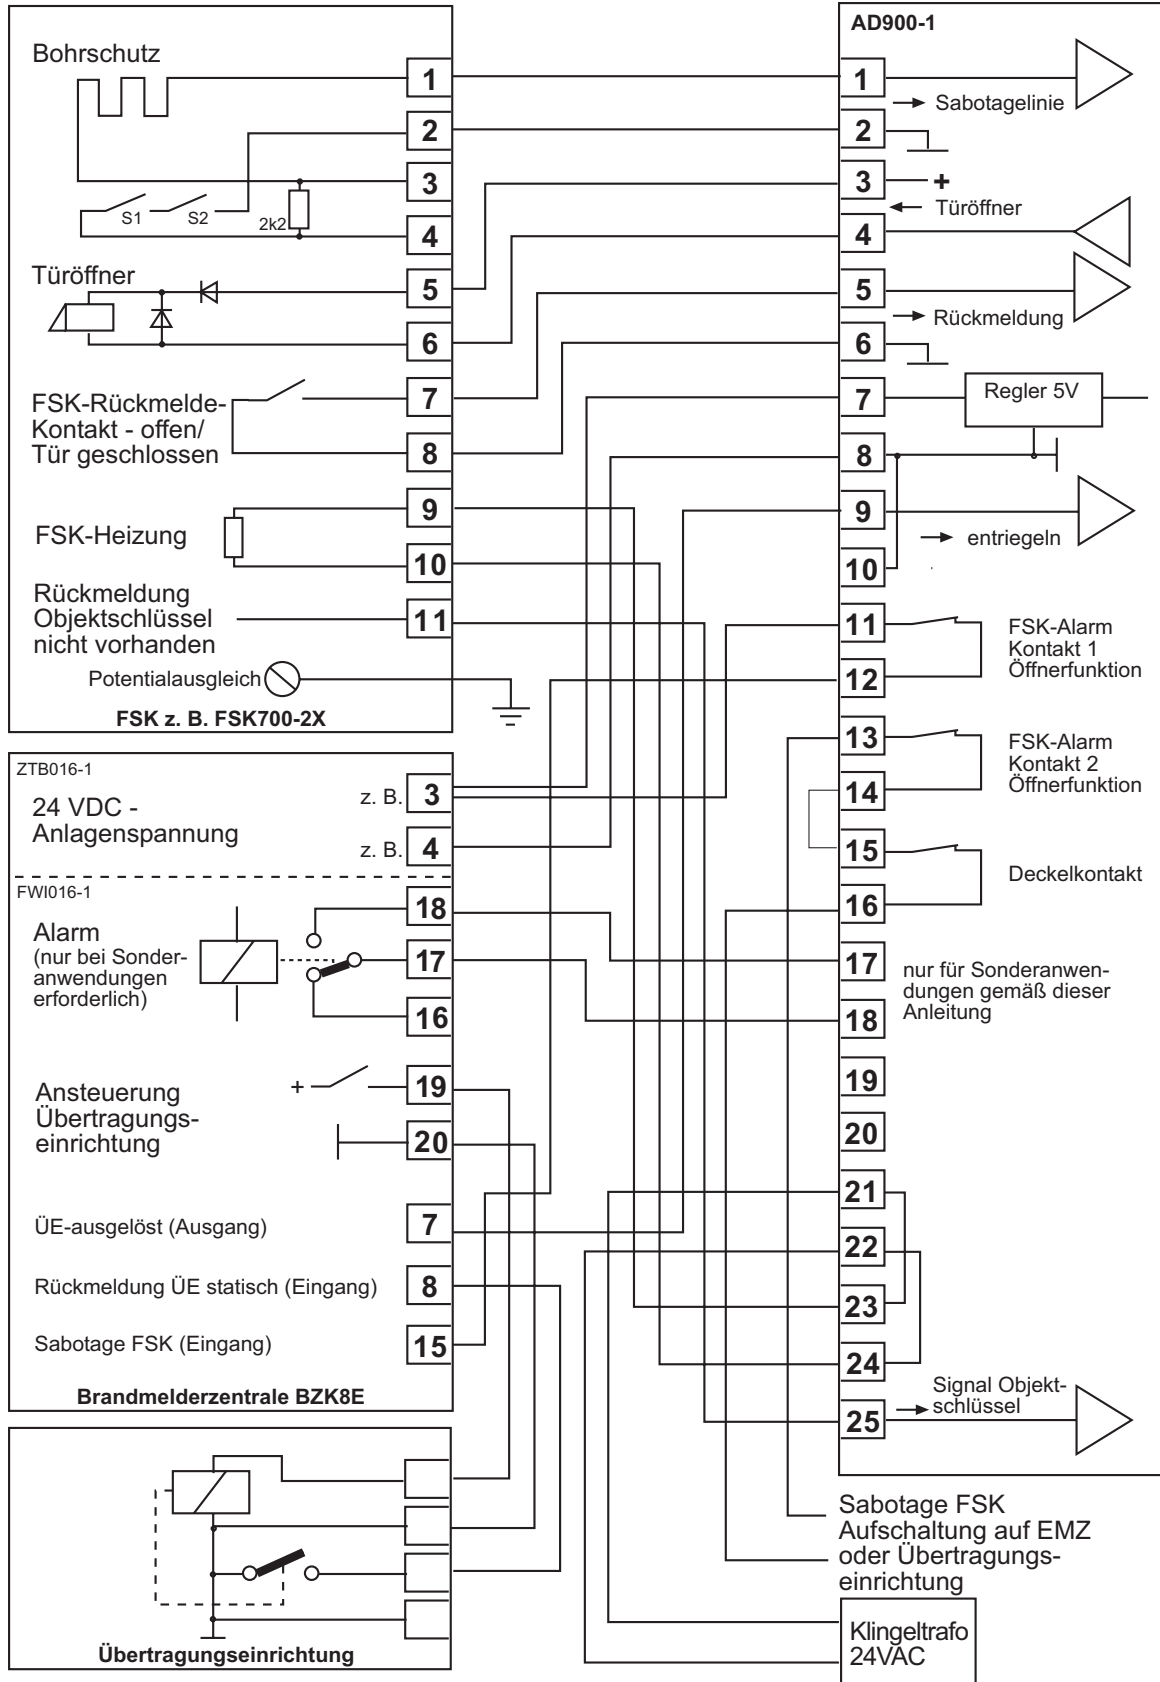 Bohrschutz
1
2
3
4
S1
S2
2k2
Türöffner
5
6
FSK-Rückmelde-
Kontakt - offen/
Tür geschlossen
7
8
FSK-Heizung
9
10
Rückmeldung
Objektschlüssel
nicht vorhanden
11
Potentialausgleich
FSK z. B. FSK700-2X
ZTB016-1
24 VDC -
Anlagenspannung
z. B. 3
z. B. 4
FWI016-1
Alarm
(nur bei Sonder-
anwendungen
erforderlich)
18
17
16
Ansteuerung
Übertragungs-
einrichtung
+
19
20
ÜE-ausgelöst (Ausgang)
7
Rückmeldung ÜE statisch (Eingang)
8
Sabotage FSK (Eingang)
15
Brandmelderzentrale BZK8E
Übertragungseinrichtung
AD900-1
1
Sabotagelinie
2
3
+
Türöffner
4
5
Rückmeldung
6
7
Regler 5V
8
9
entriegeln
10
11
FSK-Alarm
Kontakt 1
Öffnerfunktion
12
13
FSK-Alarm
Kontakt 2
Öffnerfunktion
14
15
Deckelkontakt
16
17
nur für Sonderanwen-
dungen gemäß dieser
Anleitung
18
19
20
21
22
23
24
Signal Objekt-
schlüssel
25
Sabotage FSK
Aufschaltung auf EMZ
oder Übertragungs-
einrichtung
Klingeltrafo
24VAC